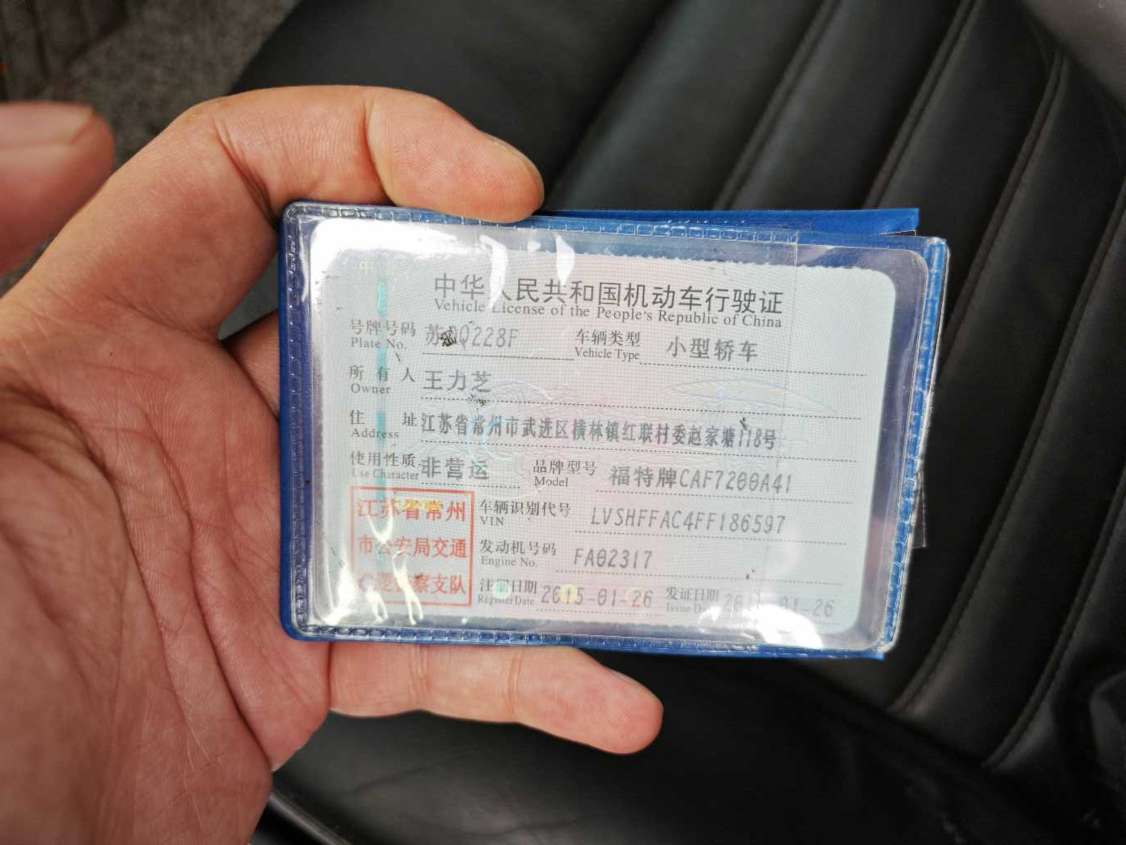 中华人民共和国机动车行驶证
Vehicle License of the People's Republic of China
号牌号码 苏 Q228F 车辆类型 小型轿车
Plate No. Vehicle Type
所有人 王力芝
Owner
住址 江苏省常州市武进区横林镇红联村委赵家塘118号
Address
使用性质 非营运 品牌型号 福特牌CAF7200A41
Use Character Model
江苏省常州
市公安局交通
警察支队
车辆识别代号 LVSHFFAC4FF186597
VIN
发动机号码 FA02317
Engine No.
注册日期 2015-01-26 发证日期 01-26
Register Date Issue Date